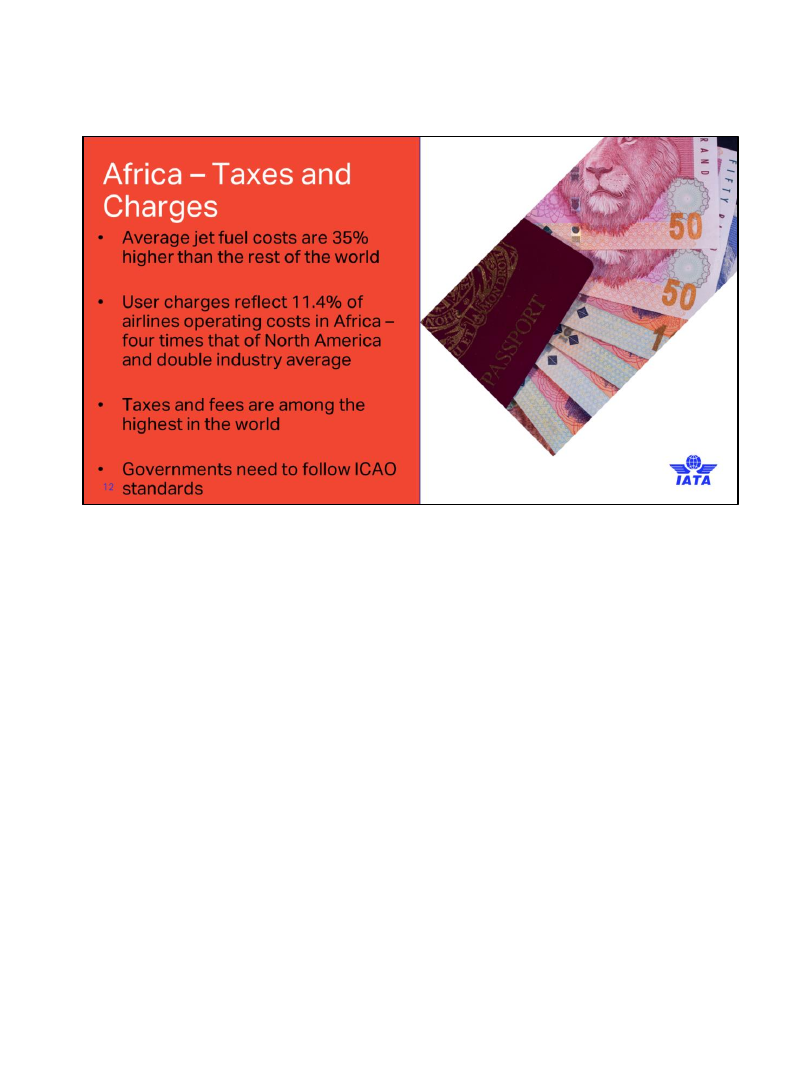 Africa – Taxes and
Charges
• Average jet fuel costs are 35%
higher than the rest of the world
• User charges reflect 11.4% of
airlines operating costs in Africa –
four times that of North America
and double industry average
• Taxes and fees are among the
highest in the world
• Governments need to follow ICAO
standards
12
RAND
50
50
1
PASSPORT
IATA